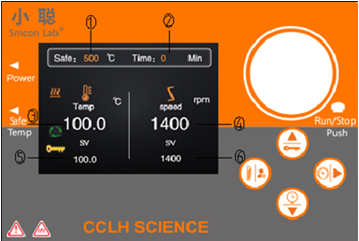 小 聪
Smcon Lab®
① ②
Safe: 500 ℃ Time: 0 Min
Power
Temp ℃ speed rpm
③ 100.0 1400 ④
Safe
Temp
SV SV
⑤ 100.0 1400 ⑥
Run/Stop
Push
CCLH SCIENCE